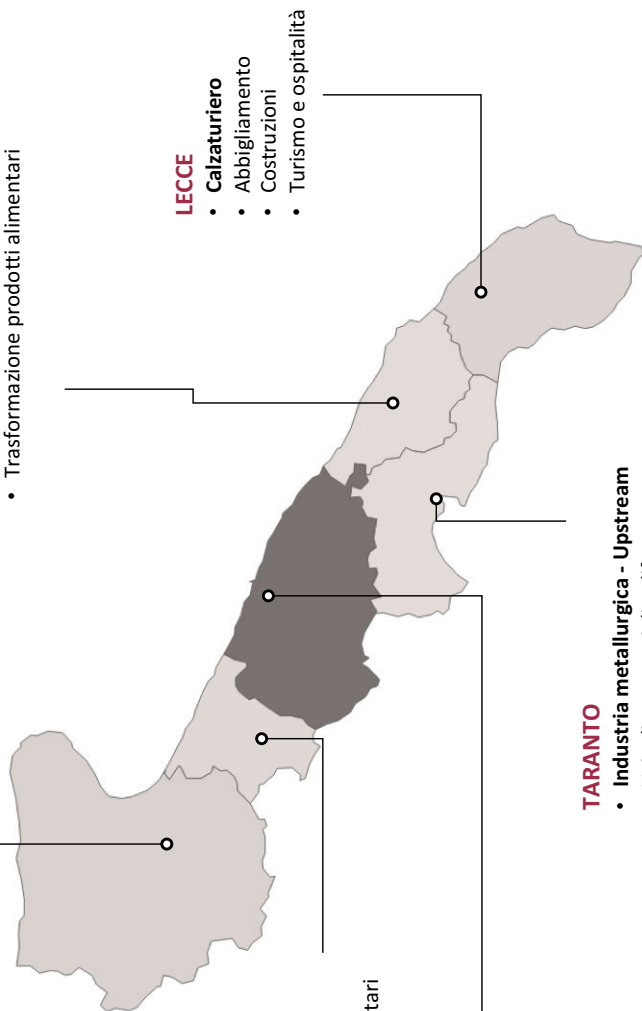 • Trasformazione prodotti alimentari
LECCE
• Calzaturiero
• Abbigliamento
• Costruzioni
• Turismo e ospitalità
tari
TARANTO
• Industria metallurgica - Upstream